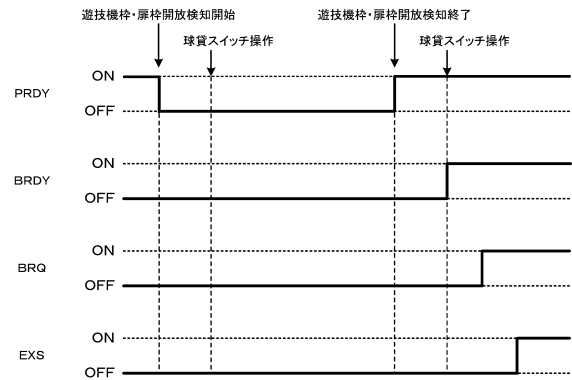 遊技機枠・扉枠開放検知開始
遊技機枠・扉枠開放検知終了
球貸スイッチ操作
球貸スイッチ操作
PRDY
ON
OFF
BRDY
ON
OFF
BRQ
ON
OFF
EXS
ON
OFF